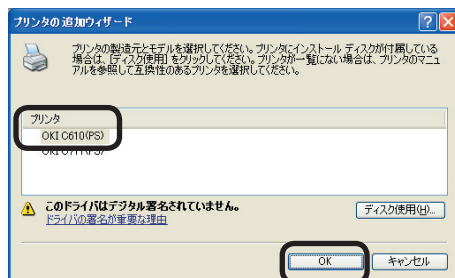 プリンタの追加ウィザード
プリンタの製造元とモデルを選択してください。プリンタにインストール ディスクが付属している
場合は、[ディスク使用] をクリックしてください。プリンタが一覧にない場合は、プリンタのマニュ
アルを参照して互換性のあるプリンタを選択してください。
プリンタ
OKI C610(PS)
OKI C711(PS)
このドライバはデジタル署名されていません。
ドライバの署名が重要な理由
ディスク使用(H)...
OK
キャンセル